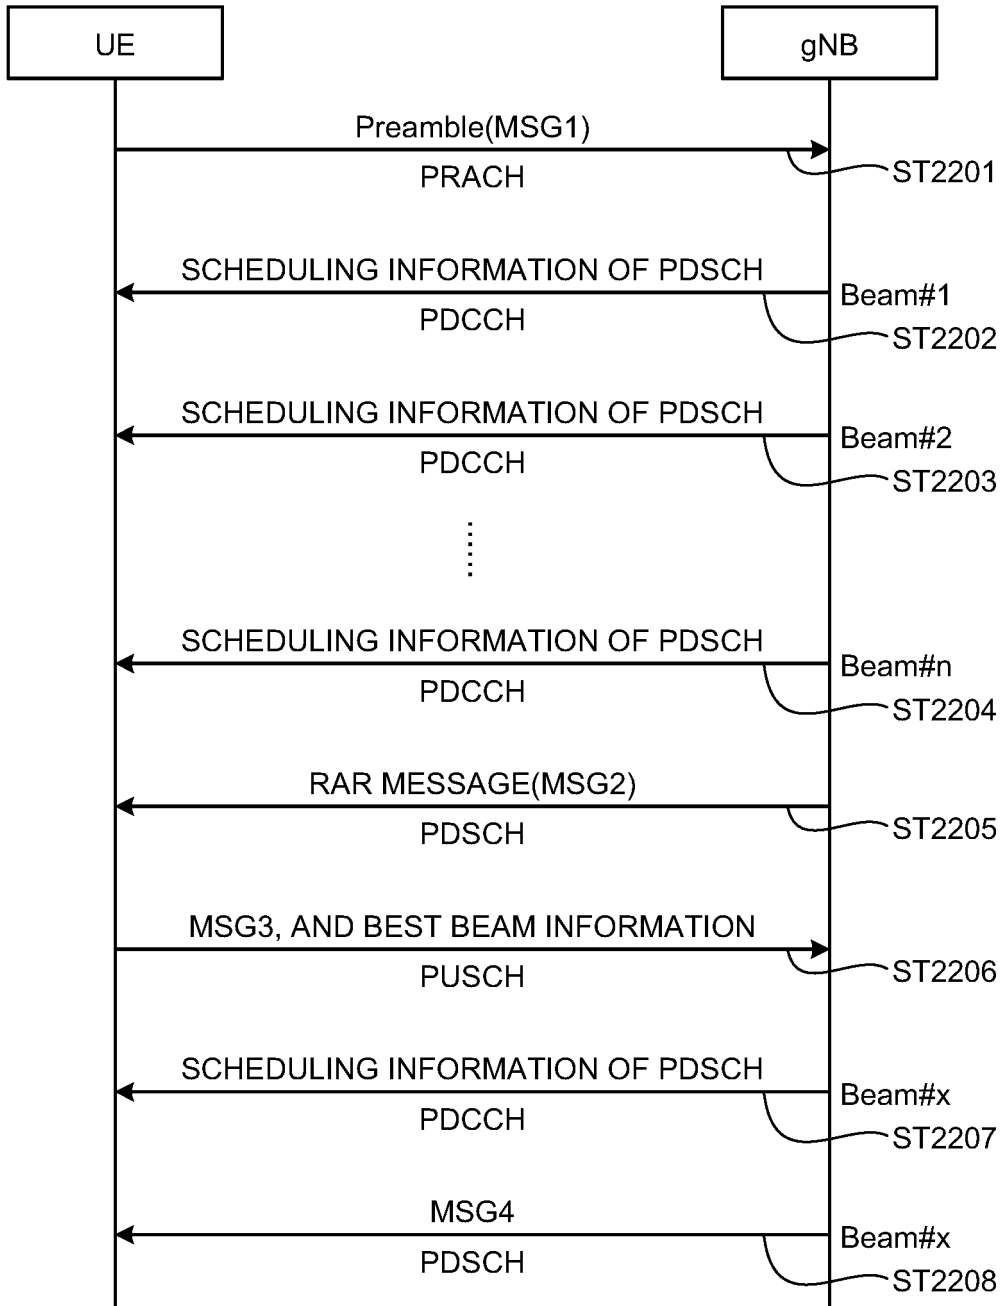 UE
gNB
Preamble(MSG1)
PRACH
ST2201
SCHEDULING INFORMATION OF PDSCH
Beam#1
PDCCH
ST2202
SCHEDULING INFORMATION OF PDSCH
Beam#2
PDCCH
ST2203
SCHEDULING INFORMATION OF PDSCH
Beam#n
PDCCH
ST2204
RAR MESSAGE(MSG2)
PDSCH
ST2205
MSG3, AND BEST BEAM INFORMATION
PUSCH
ST2206
SCHEDULING INFORMATION OF PDSCH
Beam#x
PDCCH
ST2207
MSG4
Beam#x
PDSCH
ST2208